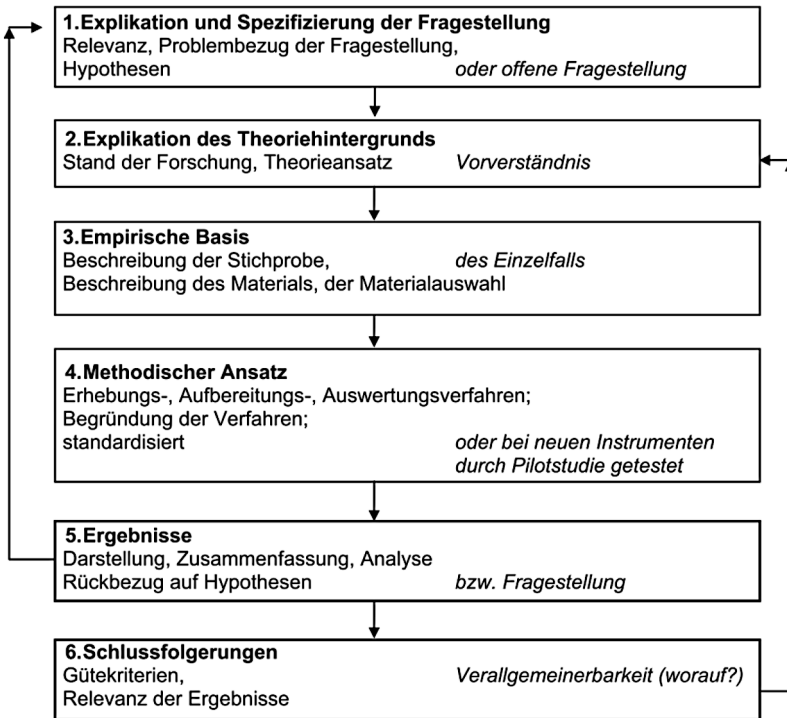 1.Explikation und Spezifizierung der Fragestellung
Relevanz, Problembezug der Fragestellung,
Hypothesen oder offene Fragestellung
2.Explikation des Theoriehintergrunds
Stand der Forschung, Theorieansatz Vorverständnis
3.Empirische Basis
Beschreibung der Stichprobe, des Einzelfalls
Beschreibung des Materials, der Materialauswahl
4.Methodischer Ansatz
Erhebungs-, Aufbereitungs-, Auswertungsverfahren;
Begründung der Verfahren;
standardisiert oder bei neuen Instrumenten
durch Pilotstudie getestet
5.Ergebnisse
Darstellung, Zusammenfassung, Analyse
Rückbezug auf Hypothesen bzw. Fragestellung
6.Schlussfolgerungen
Gütekriterien, Verallgemeinerbarkeit (worauf?)
Relevanz der Ergebnisse